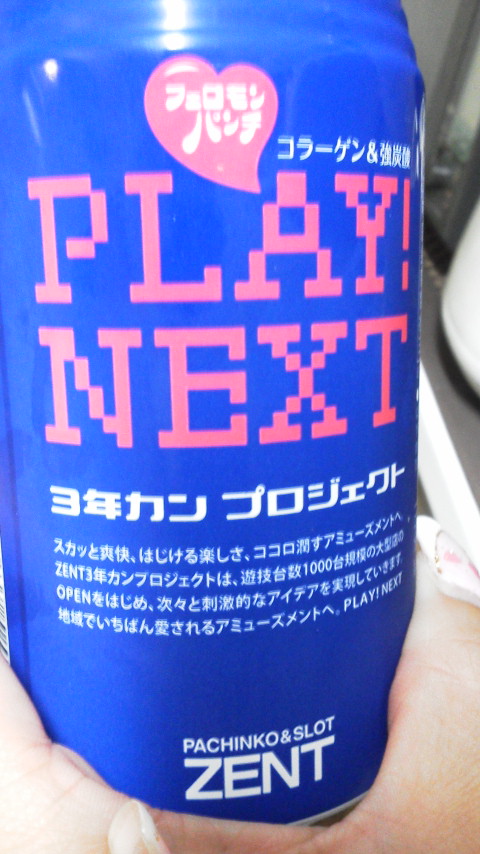 フェロモン
パンチ
コラーゲン&強炭酸
PLAY!
NEXT
3年カン プロジェクト
スカッと爽快、はじける楽しさ、ココロ潤すアミューズメントへ。
ZENT3年カンプロジェクトは、遊技台数1000台規模の大型店の
OPENをはじめ、次々と刺激的なアイデアを実現していきます。
地域でいちばん愛されるアミューズメントへ。PLAY! NEXT
PACHINKO&SLOT
ZENT